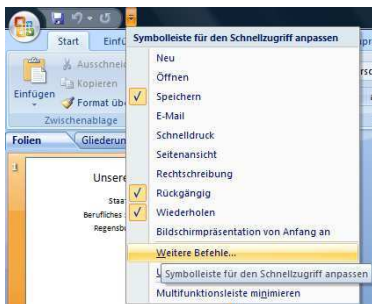 Start Einfü
Symbolleiste für den Schnellzugriff anpassen
Neu
Öffnen
Speichern
E-Mail
Schnelldruck
Seitenansicht
Rechtschreibung
Rückgängig
Wiederholen
Bildschirmpräsentation von Anfang an
Weitere Befehle...
Symbolleiste für den Schnellzugriff anpassen
Multifunktionsleiste minimieren
Ausschnei
Kopieren
Einfügen
Format üb
Zwischenablage
Folien Gliederun
1
Unsere
Staa
Berufliches
Regensbu